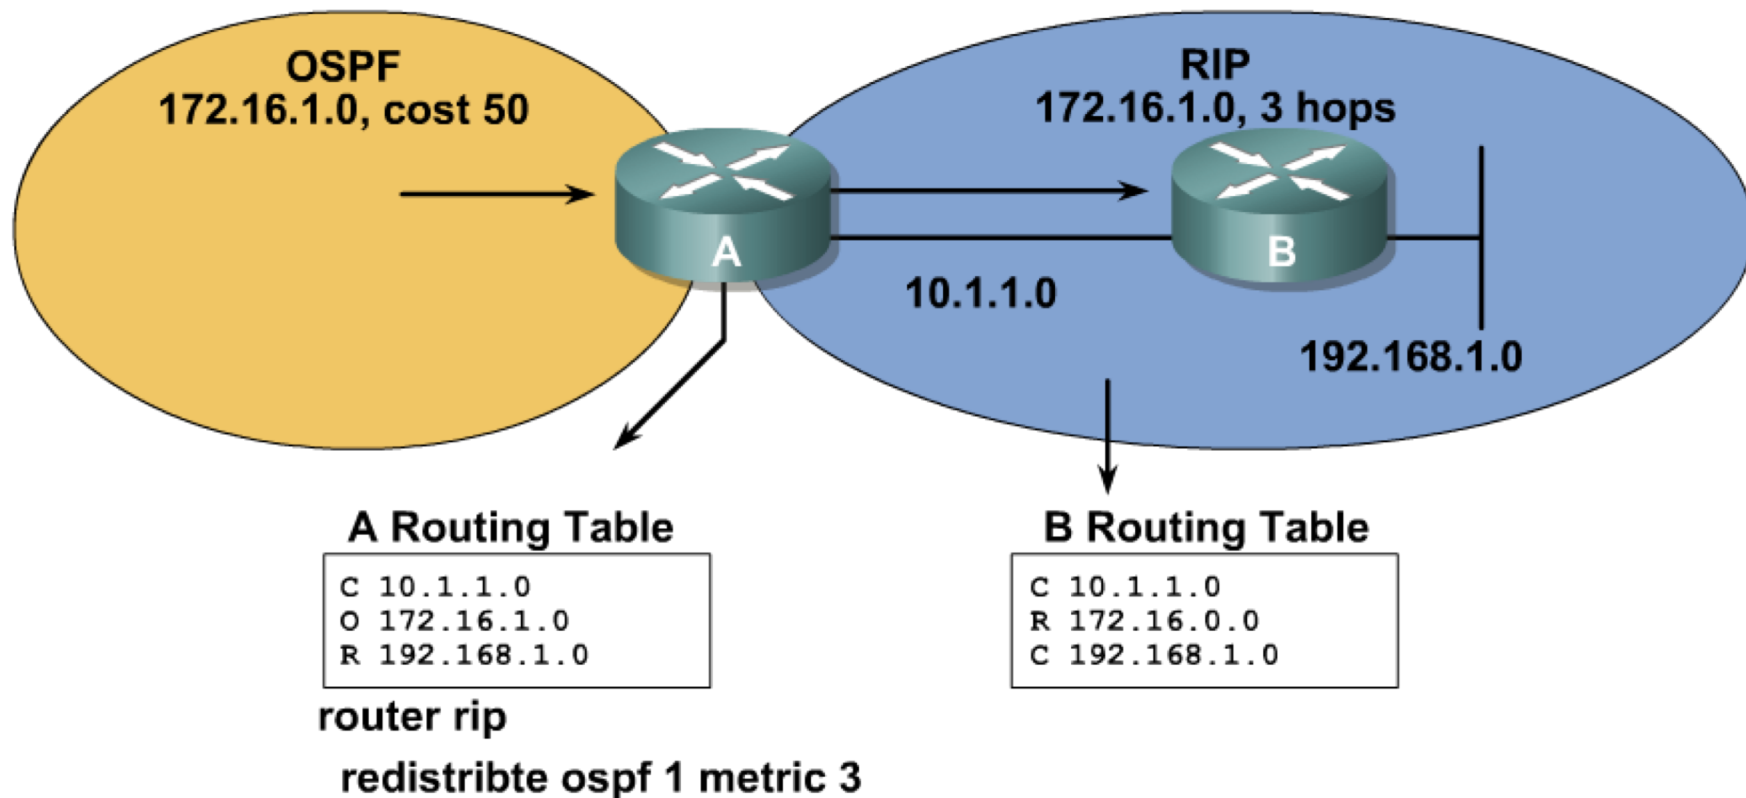 OSPF
172.16.1.0, cost 50
RIP
172.16.1.0, 3 hops
A
B
10.1.1.0
192.168.1.0
A Routing Table
C 10.1.1.0
O 172.16.1.0
R 192.168.1.0
router rip
redistribte ospf 1 metric 3
B Routing Table
C 10.1.1.0
R 172.16.0.0
C 192.168.1.0